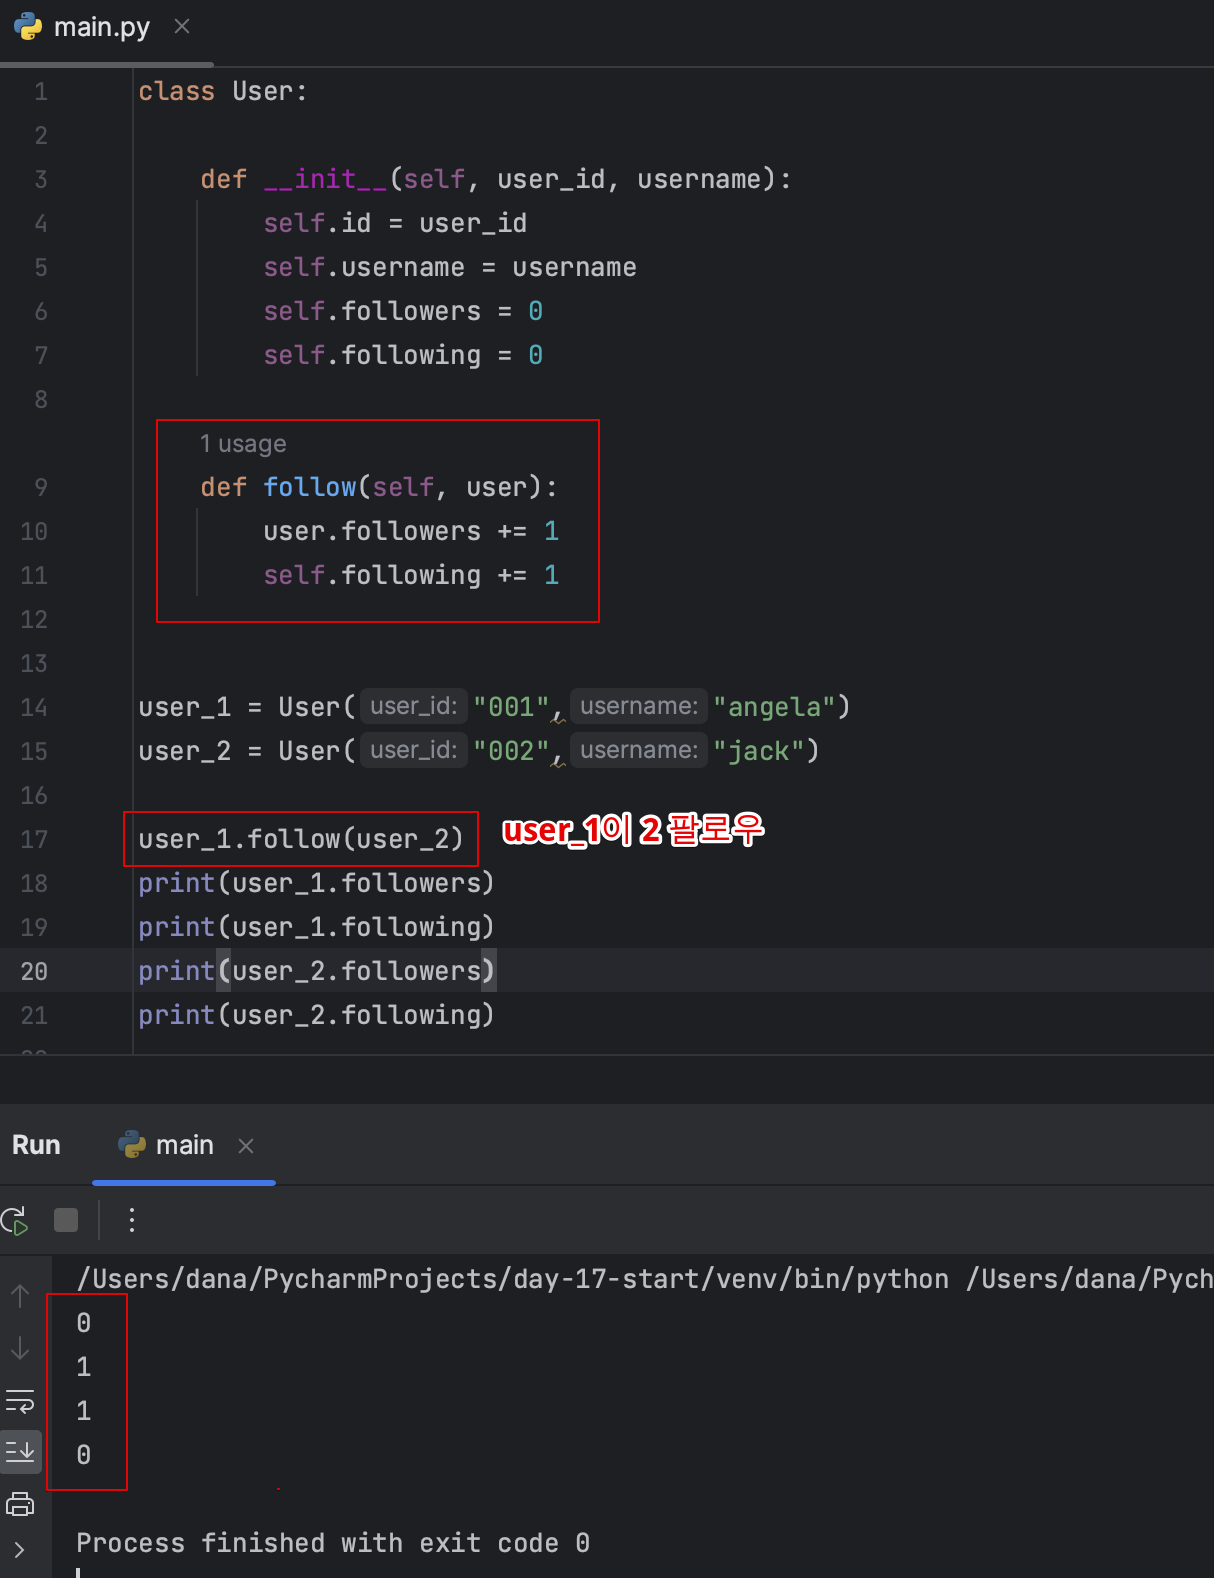 main.py
1 class User:
2
3 def __init__(self, user_id, username):
4 self.id = user_id
5 self.username = username
6 self.followers = 0
7 self.following = 0
8
1 usage
9 def follow(self, user):
10 user.followers += 1
11 self.following += 1
12
13
14 user_1 = User( user_id: "001", username: "angela")
15 user_2 = User( user_id: "002", username: "jack")
16
17 user_1.follow(user_2) user_1이 2 팔로우
18 print(user_1.followers)
19 print(user_1.following)
20 print(user_2.followers)
21 print(user_2.following)
Run main
/Users/dana/PycharmProjects/day-17-start/venv/bin/python /Users/dana/Pych
0
1
1
0
Process finished with exit code 0